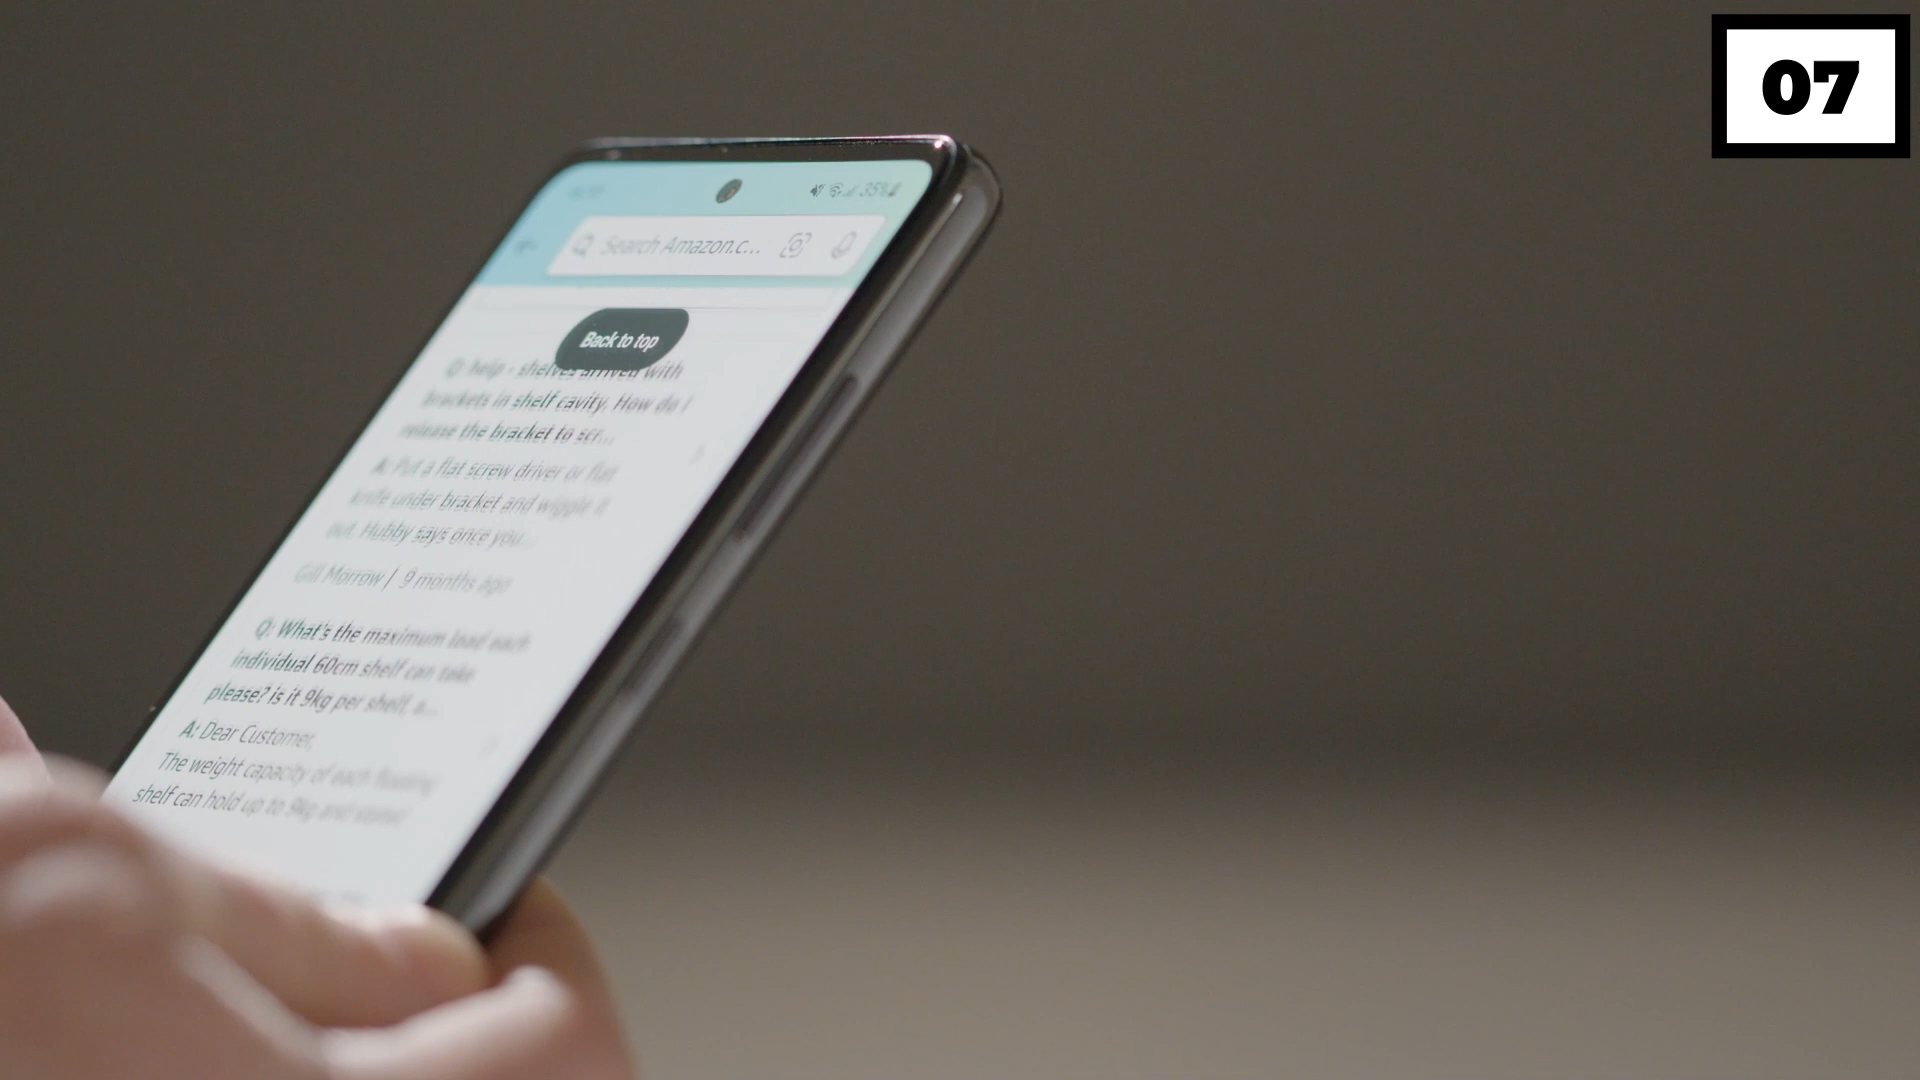 07
35%
Search Amazon.c...
Back to top
Q: help - shelves arrived with
brackets in shelf cavity. How do I
release the bracket to scr...
A: Put a flat screw driver or flat
knife under bracket and wiggle it
out. Hubby says once you...
Gill Morrow | 9 months ago
Q: What's the maximum load each
individual 60cm shelf can take
please? is it 9kg per shelf, a...
A: Dear Customer,
The weight capacity of each floating
shelf can hold up to 9kg and